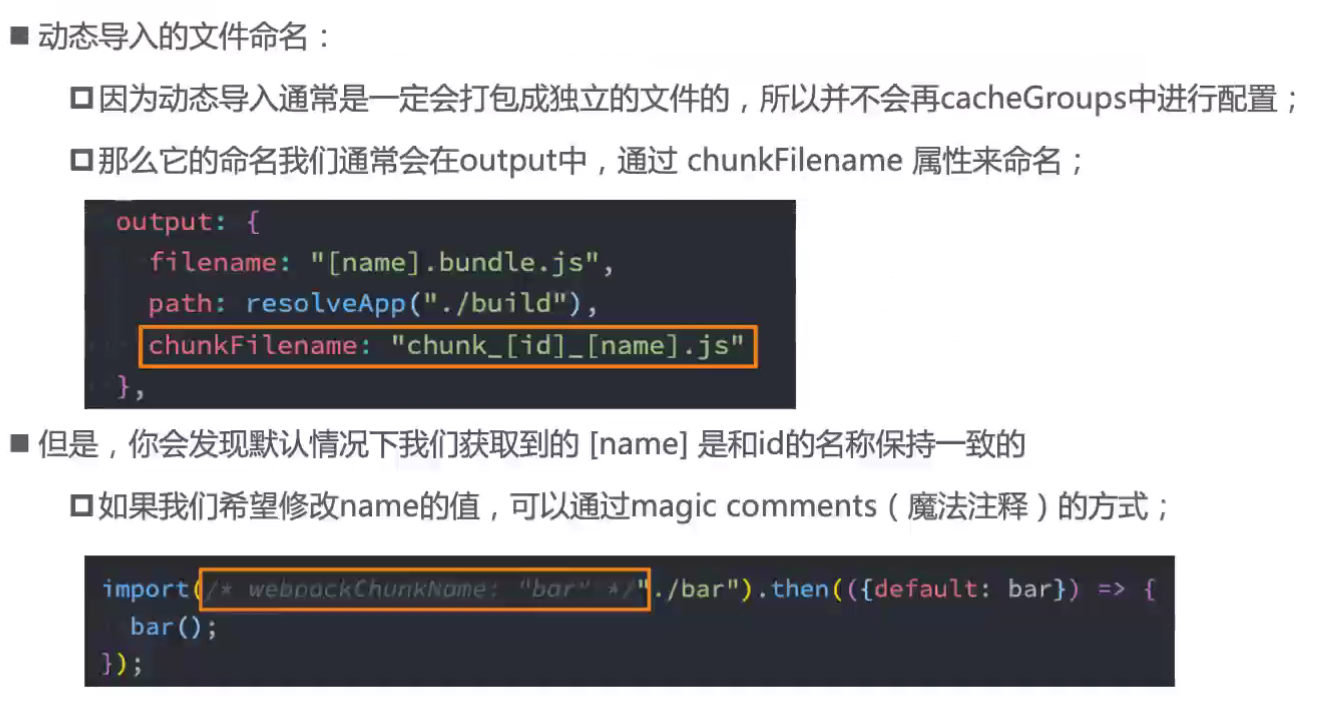 ■ 动态导入的文件命名：
因为动态导入通常是一定会打包成独立的文件的，所以并不会再cacheGroups中进行配置；
那么它的命名我们通常会在output中，通过 chunkFilename 属性来命名；
output: {
filename: "[name].bundle.js",
path: resolveApp("./build"),
chunkFilename: "chunk_[id]_[name].js"
},
■ 但是，你会发现默认情况下我们获取到的 [name] 是和id的名称保持一致的
如果我们希望修改name的值，可以通过magic comments（魔法注释）的方式；
import(/* webpackChunkName: "bar" */"./bar").then(({default: bar}) => {
bar();
});